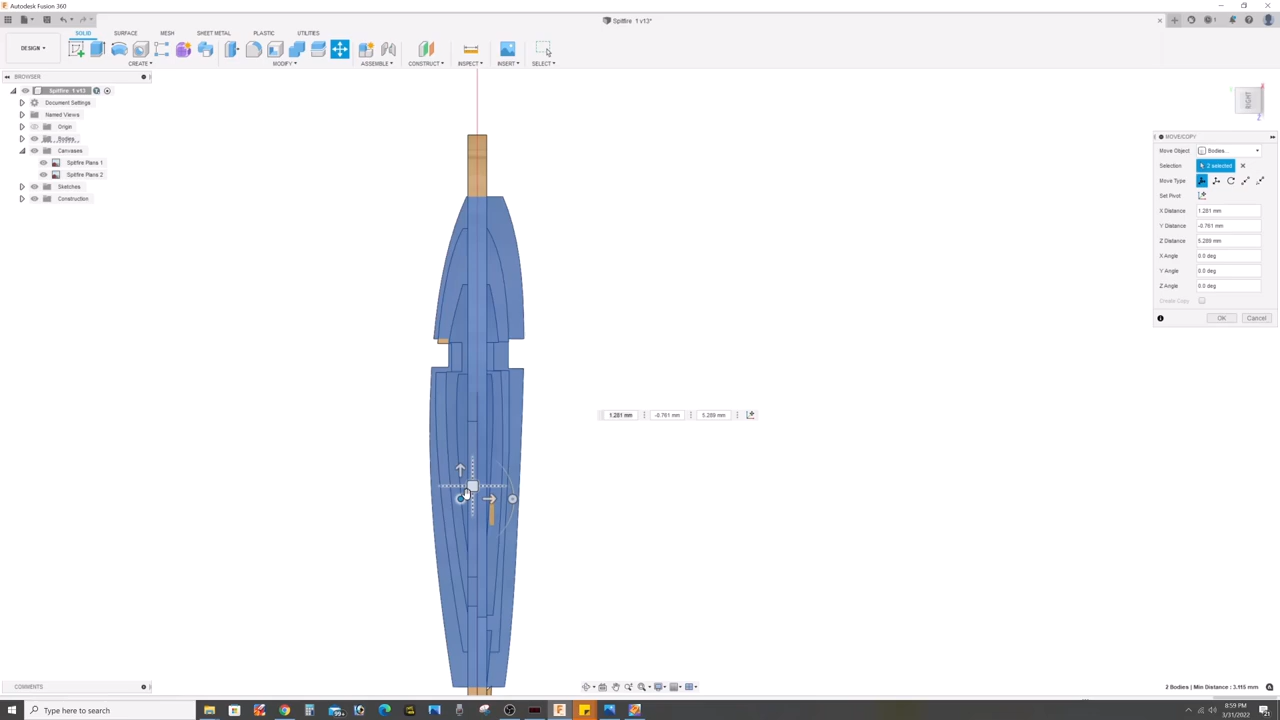 Autodesk Fusion 360
Spitfire 1 v13*
1
SOLID SURFACE MESH SHEET METAL PLASTIC UTILITIES
DESIGN
CREATE MODIFY ASSEMBLE CONSTRUCT INSPECT INSERT SELECT
BROWSER
Spitfire 1 v13
Document Settings
Named Views
Origin
Bodies
Canvases
Spitfire Plans 1
Spitfire Plans 2
Sketches
Construction
RIGHT
MOVE/COPY
Move Object Bodies...
Selection 2 selected
Move Type
Set Pivot
X Distance 1.281 mm
Y Distance -0.761 mm
Z Distance 5.289 mm
X Angle 0.0 deg
Y Angle 0.0 deg
Z Angle 0.0 deg
Create Copy
OK Cancel
1.281 mm -0.761 mm 5.289 mm
COMMENTS
2 Bodies | Min Distance : 3.115 mm
Type here to search
8:59 PM
3/31/2022